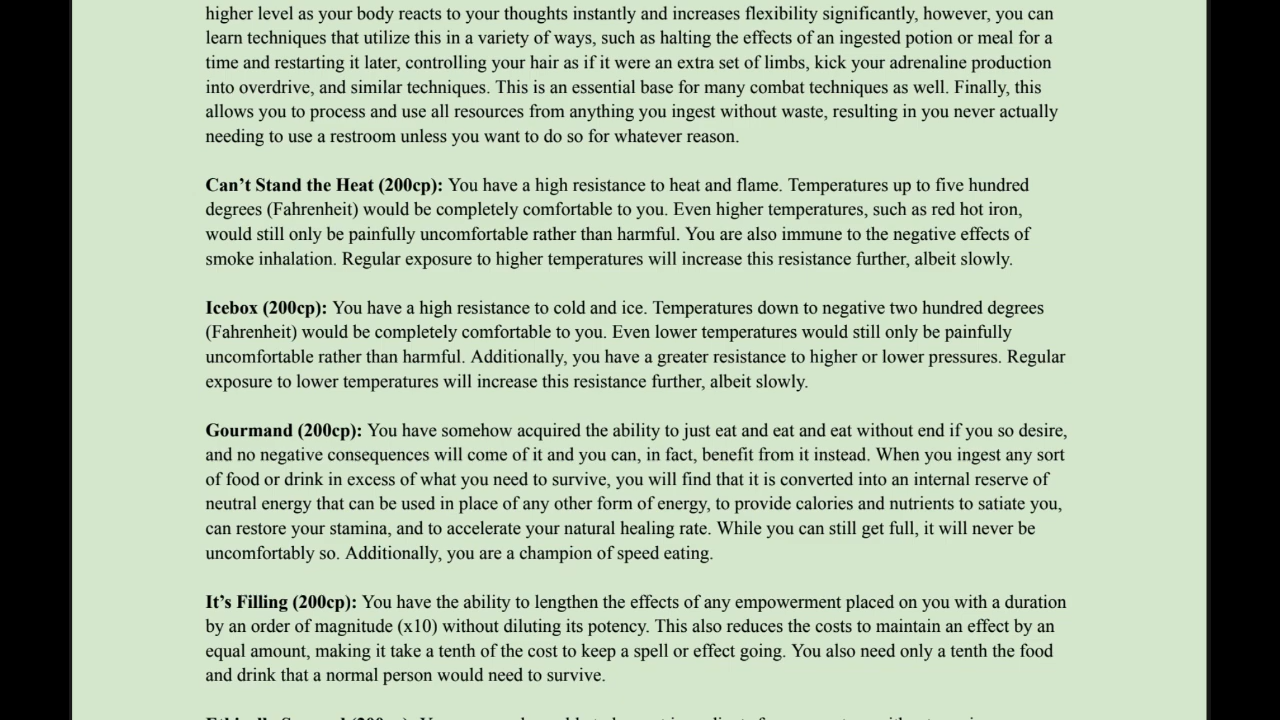 higher level as your body reacts to your thoughts instantly and increases flexibility significantly, however, you can
learn techniques that utilize this in a variety of ways, such as halting the effects of an ingested potion or meal for a
time and restarting it later, controlling your hair as if it were an extra set of limbs, kick your adrenaline production
into overdrive, and similar techniques. This is an essential base for many combat techniques as well. Finally, this
allows you to process and use all resources from anything you ingest without waste, resulting in you never actually
needing to use a restroom unless you want to do so for whatever reason.
Can’t Stand the Heat (200cp): You have a high resistance to heat and flame. Temperatures up to five hundred
degrees (Fahrenheit) would be completely comfortable to you. Even higher temperatures, such as red hot iron,
would still only be painfully uncomfortable rather than harmful. You are also immune to the negative effects of
smoke inhalation. Regular exposure to higher temperatures will increase this resistance further, albeit slowly.
Icebox (200cp): You have a high resistance to cold and ice. Temperatures down to negative two hundred degrees
(Fahrenheit) would be completely comfortable to you. Even lower temperatures would still only be painfully
uncomfortable rather than harmful. Additionally, you have a greater resistance to higher or lower pressures. Regular
exposure to lower temperatures will increase this resistance further, albeit slowly.
Gourmand (200cp): You have somehow acquired the ability to just eat and eat and eat without end if you so desire,
and no negative consequences will come of it and you can, in fact, benefit from it instead. When you ingest any sort
of food or drink in excess of what you need to survive, you will find that it is converted into an internal reserve of
neutral energy that can be used in place of any other form of energy, to provide calories and nutrients to satiate you,
can restore your stamina, and to accelerate your natural healing rate. While you can still get full, it will never be
uncomfortably so. Additionally, you are a champion of speed eating.
It’s Filling (200cp): You have the ability to lengthen the effects of any empowerment placed on you with a duration
by an order of magnitude (x10) without diluting its potency. This also reduces the costs to maintain an effect by an
equal amount, making it take a tenth of the cost to keep a spell or effect going. You also need only a tenth the food
and drink that a normal person would need to survive.